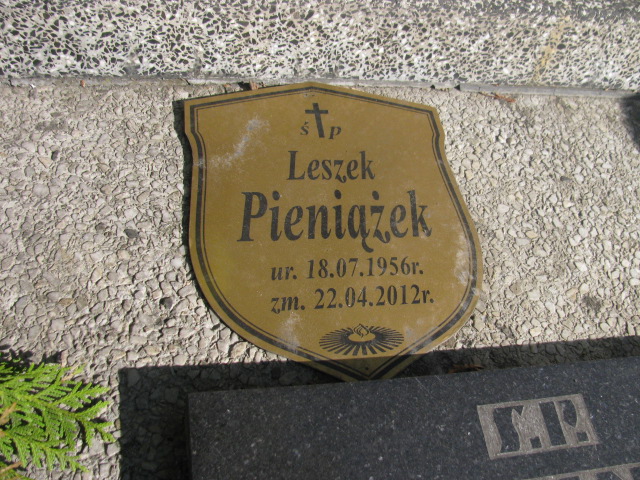 ś p
Leszek
Pieniążek
ur. 18.07.1956r.
zm. 22.04.2012r.